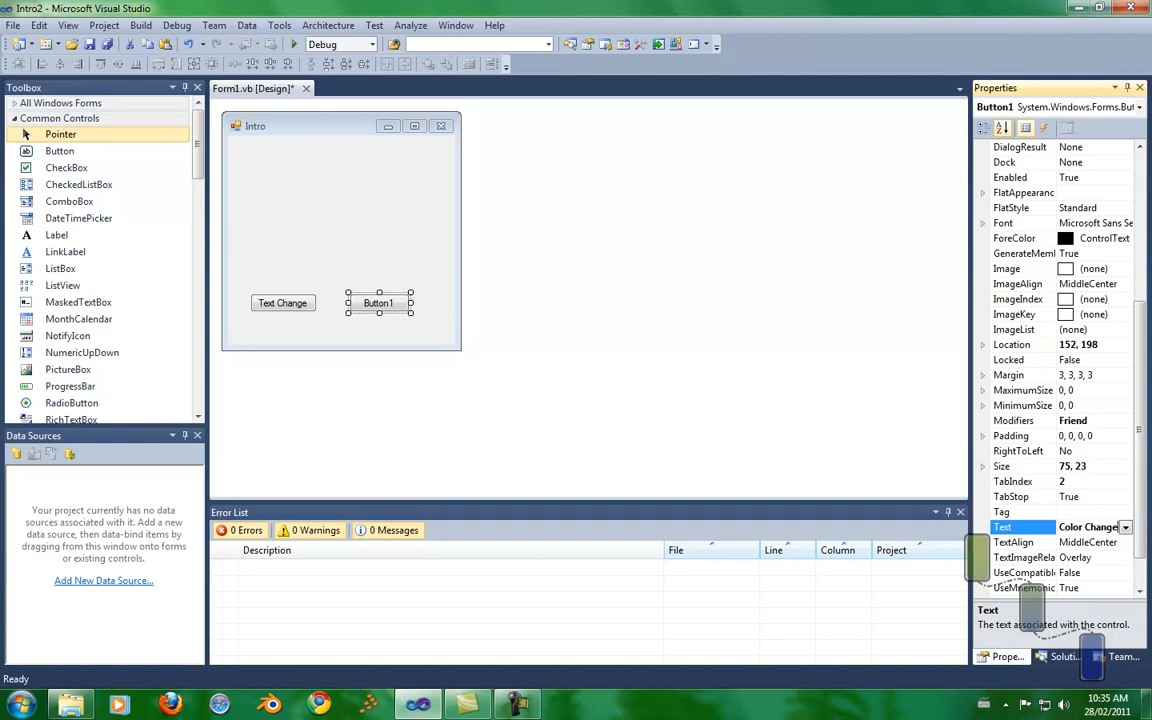 Intro2 - Microsoft Visual Studio
File Edit View Project Build Debug Team Data Tools Architecture Test Analyze Window Help
Debug
Toolbox
All Windows Forms
Common Controls
Pointer
Button
CheckBox
CheckedListBox
ComboBox
DateTimePicker
Label
LinkLabel
ListBox
ListView
MaskedTextBox
MonthCalendar
NotifyIcon
NumericUpDown
PictureBox
ProgressBar
RadioButton
RichTextBox
Data Sources
Your project currently has no data
sources associated with it. Add a new
data source, then data-bind items by
dragging from this window onto forms
or existing controls.
Add New Data Source...
Form1.vb [Design]*
Intro
Text Change
Button1
Error List
0 Errors 0 Warnings 0 Messages
Description File Line Column Project
Properties
Button1 System.Windows.Forms.But
DialogResult None
Dock None
Enabled True
FlatAppearanc
FlatStyle Standard
Font Microsoft Sans Se
ForeColor ControlText
GenerateMem True
Image (none)
ImageAlign MiddleCenter
ImageIndex (none)
ImageKey (none)
ImageList (none)
Location 152, 198
Locked False
Margin 3, 3, 3, 3
MaximumSize 0, 0
MinimumSize 0, 0
Modifiers Friend
Padding 0, 0, 0, 0
RightToLeft No
Size 75, 23
TabIndex 2
TabStop True
Tag
Text Color Change
TextAlign MiddleCenter
TextImageRela Overlay
UseCompatibl False
UseMnemonic True
Text
The text associated with the control.
Prope... Soluti... Team...
Ready
10:35 AM
28/02/2011